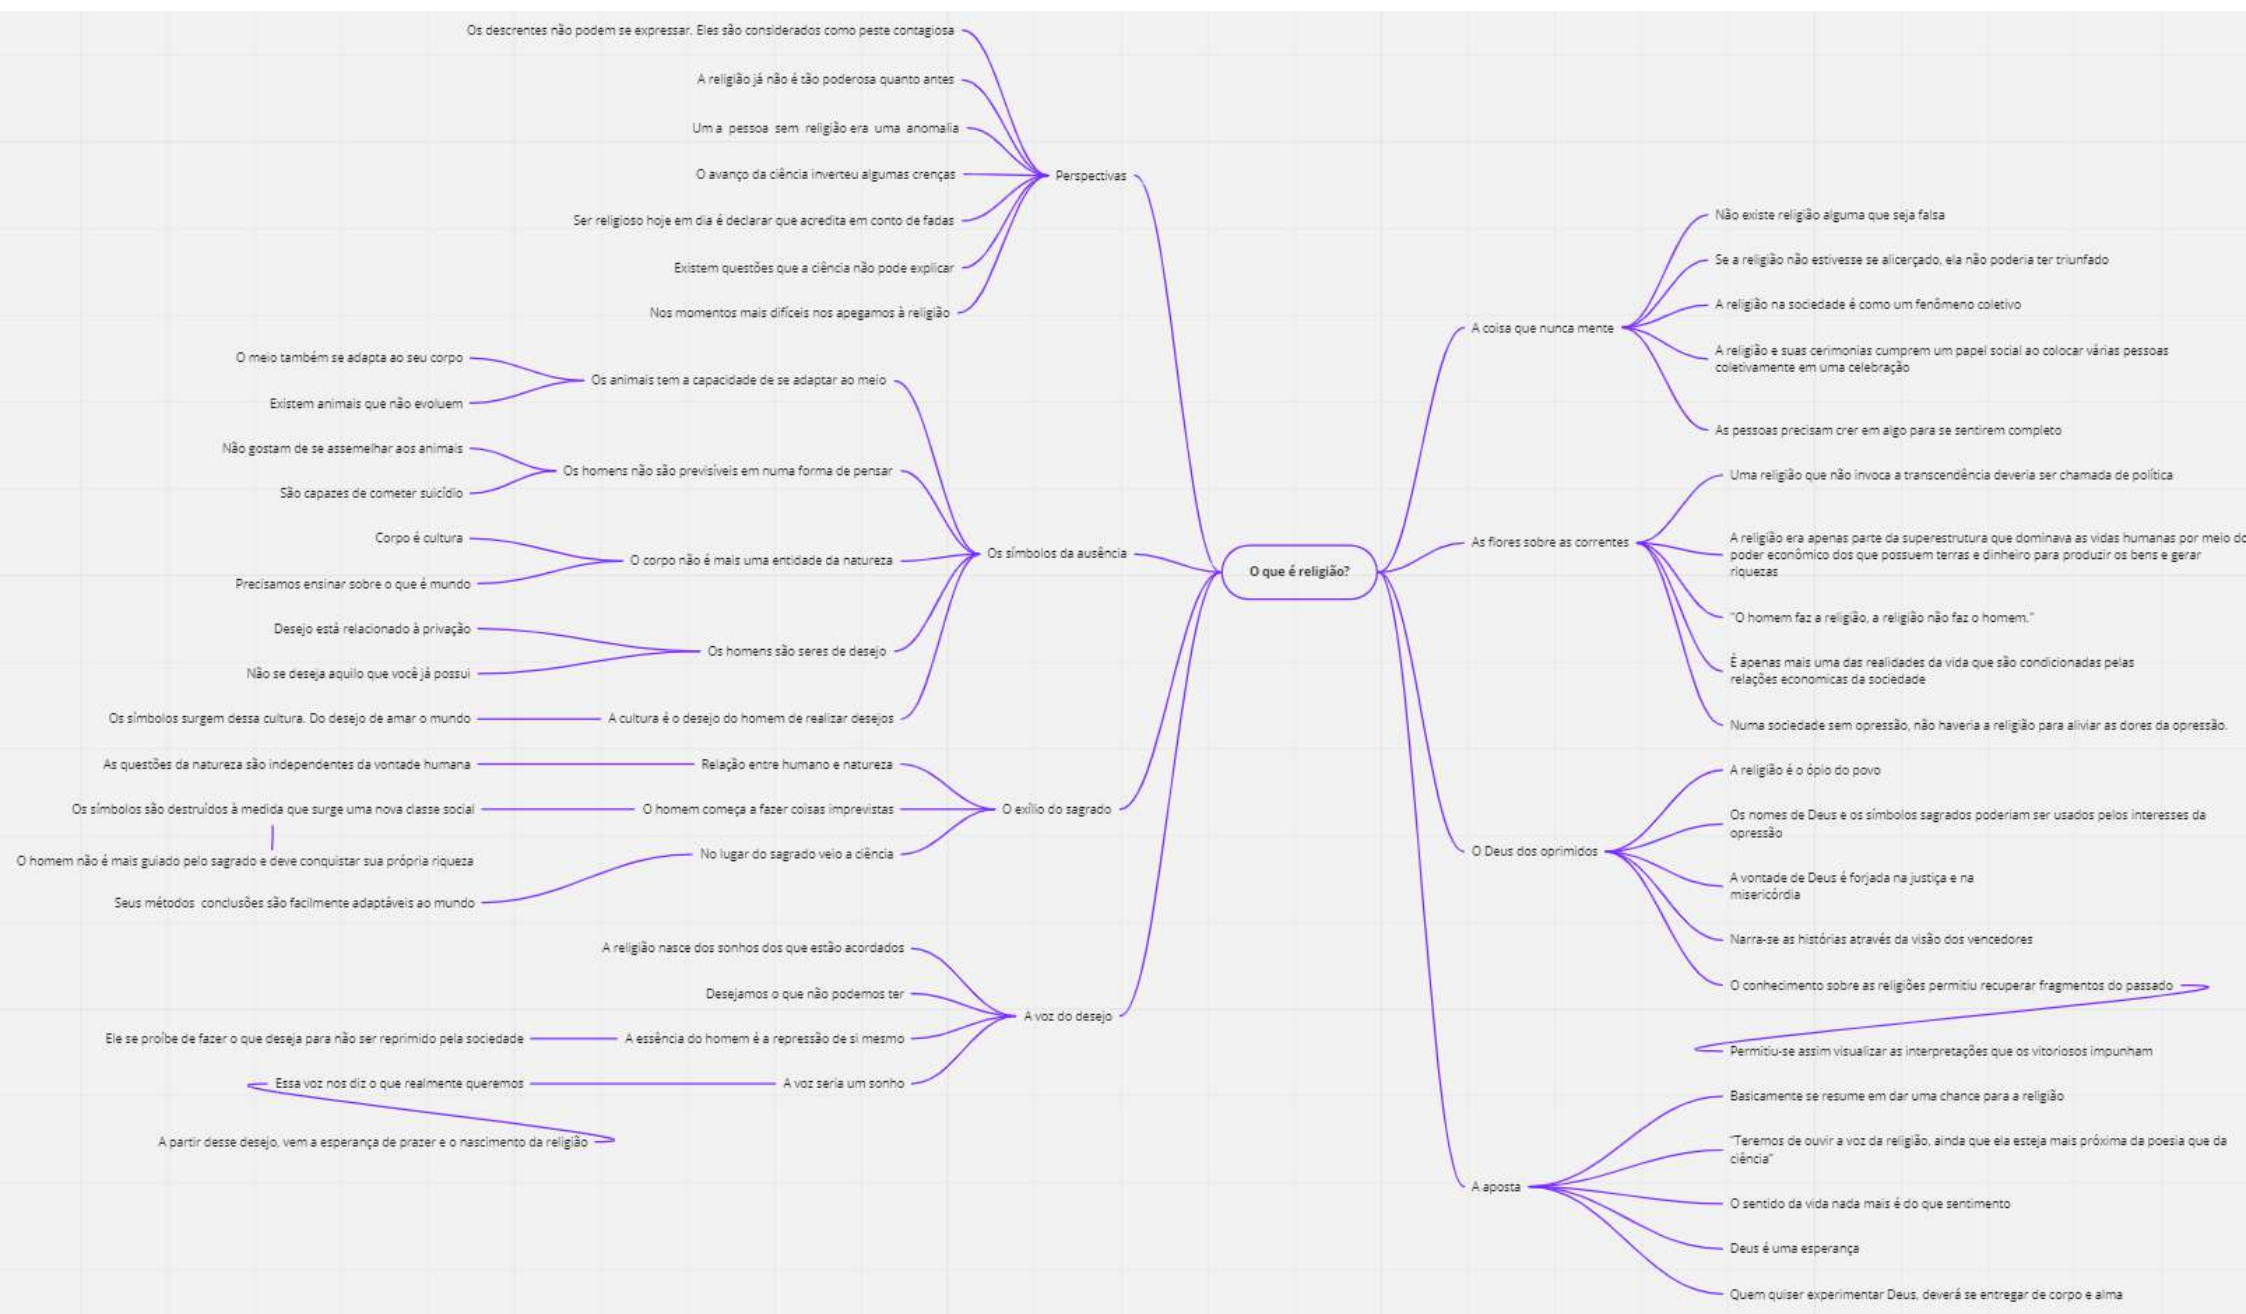 Os descrentes não podem se expressar. Eles são considerados como peste contagiosa
A religião já não é tão poderosa quanto antes
Um a pessoa sem religião era uma anomalia
O avanço da ciência inverteu algumas crenças
Perspectivas
Ser religioso hoje em dia é declarar que acredita em conto de fadas
Existem questões que a ciência não pode explicar
Nos momentos mais difíceis nos apegamos à religião
O meio também se adapta ao seu corpo
Os animais tem a capacidade de se adaptar ao meio
Existem animais que não evoluem
Não gostam de se assemelhar aos animais
Os homens não são previsíveis em numa forma de pensar
São capazes de cometer suicídio
Corpo é cultura
O corpo não é mais uma entidade da natureza
Os símbolos da ausência
Precisamos ensinar sobre o que é mundo
Desejo está relacionado à privação
Os homens são seres de desejo
Não se deseja aquilo que você já possui
Os símbolos surgem dessa cultura. Do desejo de amar o mundo
A cultura é o desejo do homem de realizar desejos
As questões da natureza são independentes da vontade humana
Relação entre humano e natureza
Os símbolos são destruídos à medida que surge uma nova classe social
O homem começa a fazer coisas imprevistas
O exílio do sagrado
O homem não é mais guiado pelo sagrado e deve conquistar sua própria riqueza
No lugar do sagrado veio a ciência
Seus métodos conclusões são facilmente adaptáveis ao mundo
A religião nasce dos sonhos dos que estão acordados
Desejamos o que não podemos ter
A voz do desejo
Ele se proíbe de fazer o que deseja para não ser reprimido pela sociedade
A essência do homem é a repressão de si mesmo
Essa voz nos diz o que realmente queremos
A voz seria um sonho
A partir desse desejo, vem a esperança de prazer e o nascimento da religião
O que é religião?
Não existe religião alguma que seja falsa
Se a religião não estivesse se alicerçado, ela não poderia ter triunfado
A religião na sociedade é como um fenômeno coletivo
A coisa que nunca mente
A religião e suas cerimonias cumprem um papel social ao colocar várias pessoas
coletivamente em uma celebração
As pessoas precisam crer em algo para se sentirem completo
Uma religião que não invoca a transcendência deveria ser chamada de política
As flores sobre as correntes
A religião era apenas parte da superestrutura que dominava as vidas humanas por meio do
poder econômico dos que possuem terras e dinheiro para produzir os bens e gerar
riquezas
"O homem faz a religião, a religião não faz o homem."
É apenas mais uma das realidades da vida que são condicionadas pelas
relações economicas da sociedade
Numa sociedade sem opressão, não haveria a religião para aliviar as dores da opressão.
A religião é o ópio do povo
Os nomes de Deus e os símbolos sagrados poderiam ser usados pelos interesses da
opressão
O Deus dos oprimidos
A vontade de Deus é forjada na justiça e na
misericórdia
Narra-se as histórias através da visão dos vencedores
O conhecimento sobre as religiões permitiu recuperar fragmentos do passado
Permitiu-se assim visualizar as interpretações que os vitoriosos impunham
Basicamente se resume em dar uma chance para a religião
"Teremos de ouvir a voz da religião, ainda que ela esteja mais próxima da poesia que da
ciência"
A aposta
O sentido da vida nada mais é do que sentimento
Deus é uma esperança
Quem quiser experimentar Deus, deverá se entregar de corpo e alma